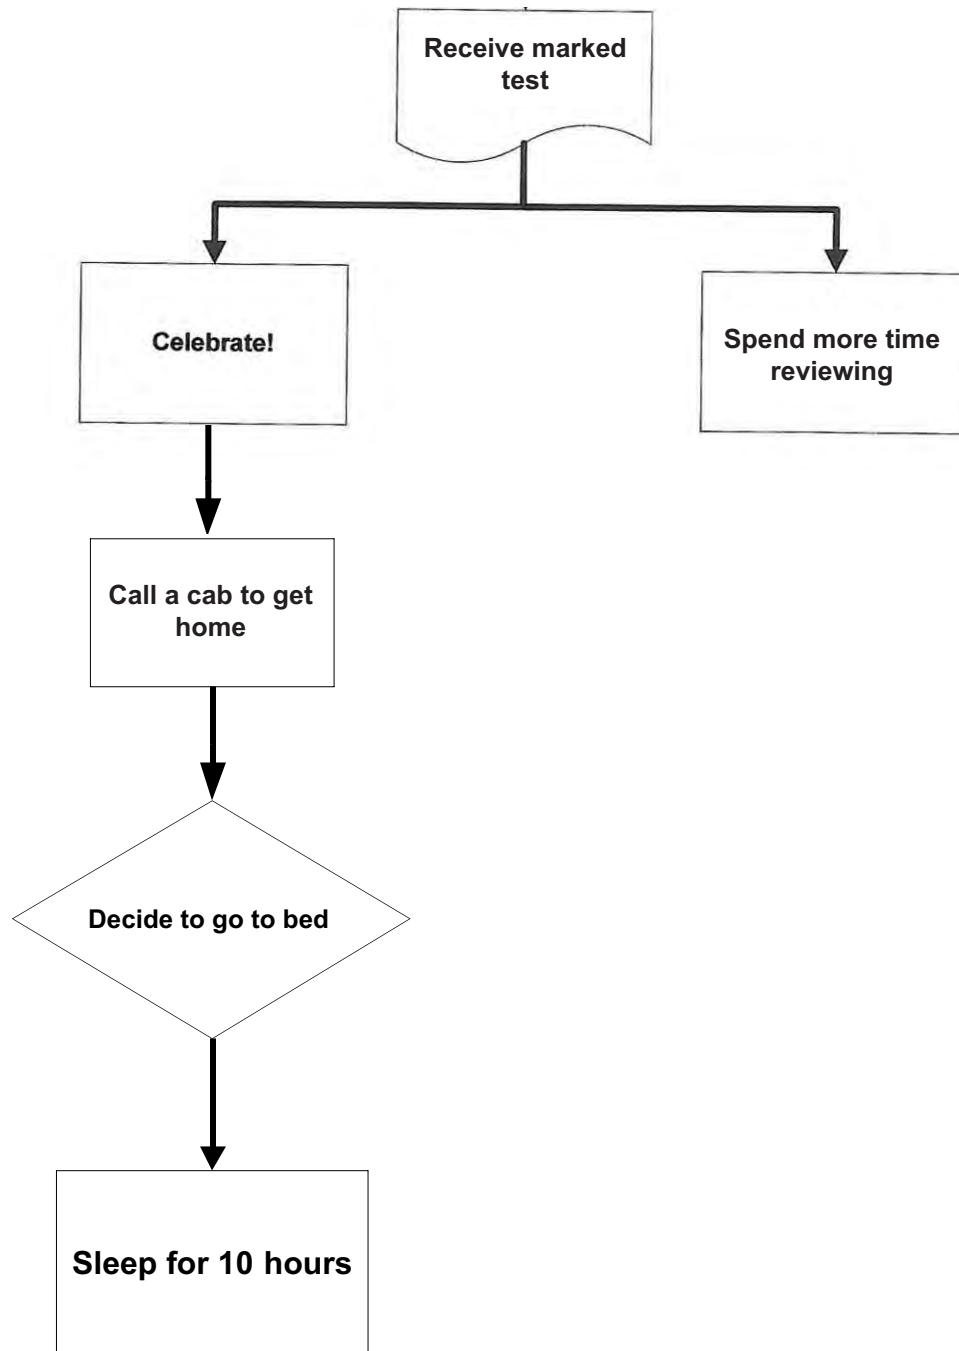 Receive marked
test
Celebrate!
Spend more time
reviewing
Call a cab to get
home
Decide to go to bed
Sleep for 10 hours